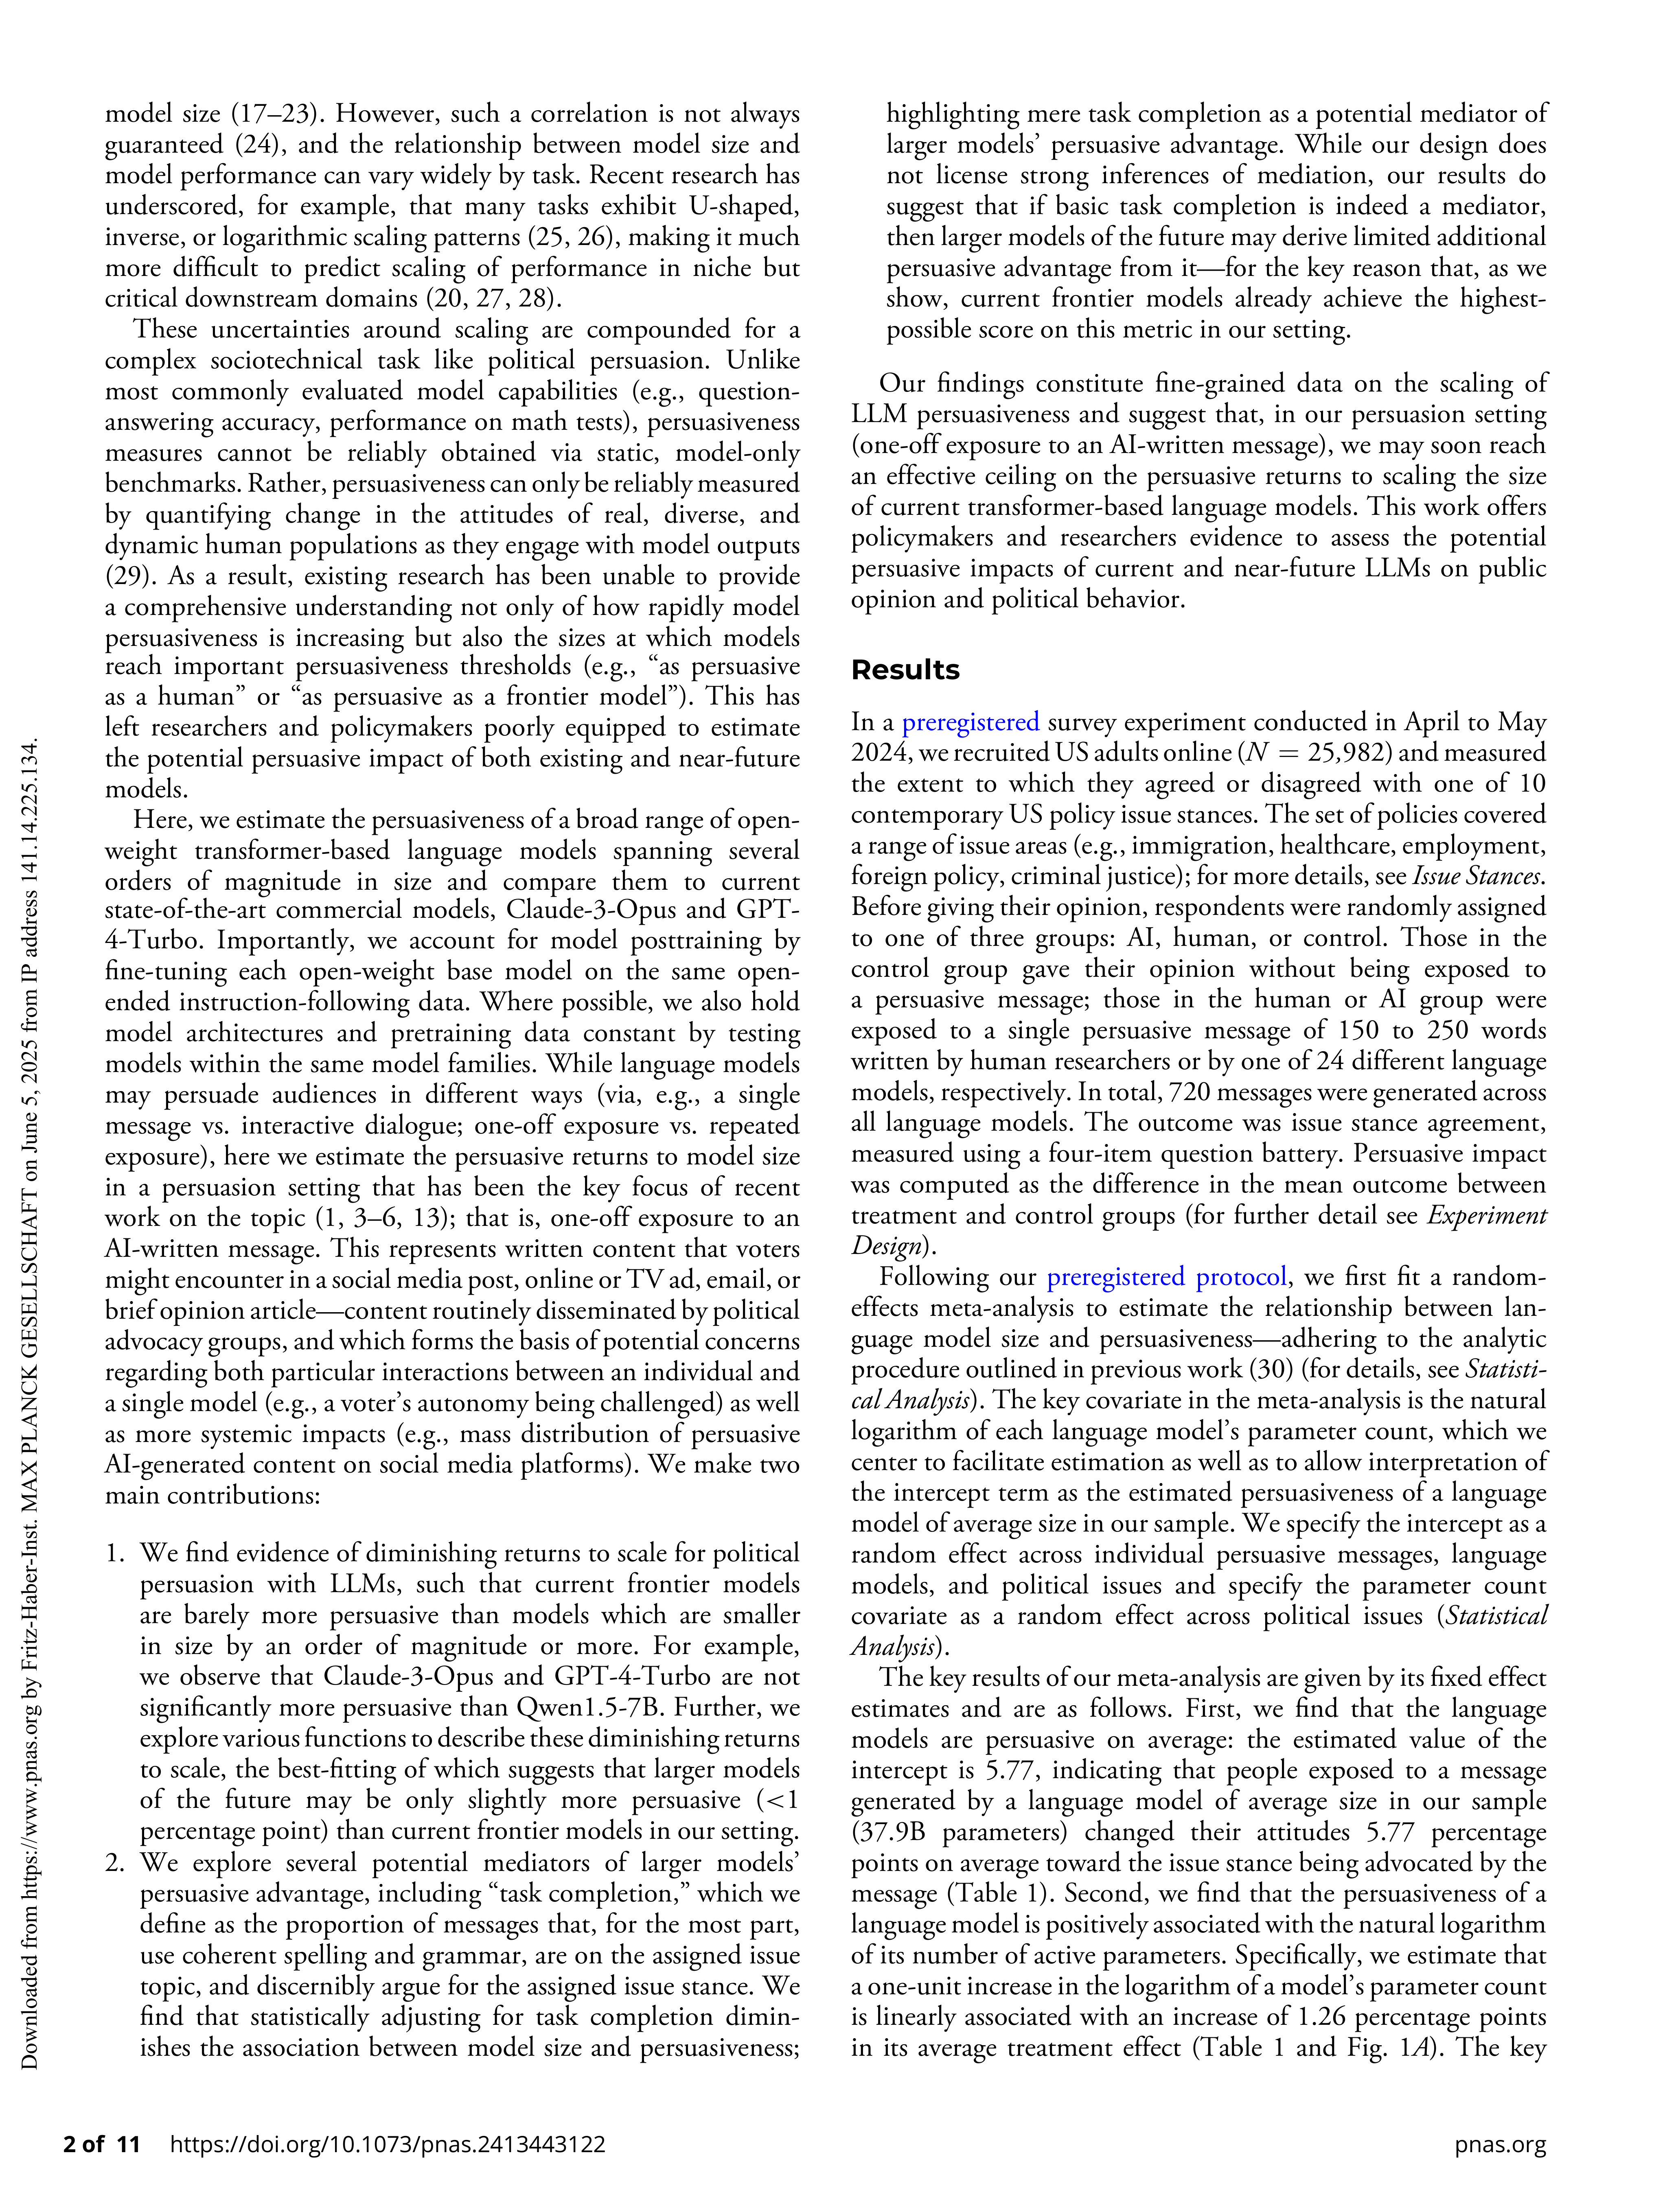 model size (17–23). However, such a correlation is not always
guaranteed (24), and the relationship between model size and
model performance can vary widely by task. Recent research has
underscored, for example, that many tasks exhibit U-shaped,
inverse, or logarithmic scaling patterns (25, 26), making it much
more difficult to predict scaling of performance in niche but
critical downstream domains (20, 27, 28).
These uncertainties around scaling are compounded for a
complex sociotechnical task like political persuasion. Unlike
most commonly evaluated model capabilities (e.g., question-
answering accuracy, performance on math tests), persuasiveness
measures cannot be reliably obtained via static, model-only
benchmarks. Rather, persuasiveness can only be reliably measured
by quantifying change in the attitudes of real, diverse, and
dynamic human populations as they engage with model outputs
(29). As a result, existing research has been unable to provide
a comprehensive understanding not only of how rapidly model
persuasiveness is increasing but also the sizes at which models
reach important persuasiveness thresholds (e.g., “as persuasive
as a human” or “as persuasive as a frontier model”). This has
left researchers and policymakers poorly equipped to estimate
the potential persuasive impact of both existing and near-future
models.
Here, we estimate the persuasiveness of a broad range of open-
weight transformer-based language models spanning several
orders of magnitude in size and compare them to current
state-of-the-art commercial models, Claude-3-Opus and GPT-
4-Turbo. Importantly, we account for model posttraining by
fine-tuning each open-weight base model on the same open-
ended instruction-following data. Where possible, we also hold
model architectures and pretraining data constant by testing
models within the same model families. While language models
may persuade audiences in different ways (via, e.g., a single
message vs. interactive dialogue; one-off exposure vs. repeated
exposure), here we estimate the persuasive returns to model size
in a persuasion setting that has been the key focus of recent
work on the topic (1, 3–6, 13); that is, one-off exposure to an
AI-written message. This represents written content that voters
might encounter in a social media post, online or TV ad, email, or
brief opinion article—content routinely disseminated by political
advocacy groups, and which forms the basis of potential concerns
regarding both particular interactions between an individual and
a single model (e.g., a voter’s autonomy being challenged) as well
as more systemic impacts (e.g., mass distribution of persuasive
AI-generated content on social media platforms). We make two
main contributions:
1. We find evidence of diminishing returns to scale for political
persuasion with LLMs, such that current frontier models
are barely more persuasive than models which are smaller
in size by an order of magnitude or more. For example,
we observe that Claude-3-Opus and GPT-4-Turbo are not
significantly more persuasive than Qwen1.5-7B. Further, we
explore various functions to describe these diminishing returns
to scale, the best-fitting of which suggests that larger models
of the future may be only slightly more persuasive (<1
percentage point) than current frontier models in our setting.
2. We explore several potential mediators of larger models’
persuasive advantage, including “task completion,” which we
define as the proportion of messages that, for the most part,
use coherent spelling and grammar, are on the assigned issue
topic, and discernibly argue for the assigned issue stance. We
find that statistically adjusting for task completion dimin-
ishes the association between model size and persuasiveness;
highlighting mere task completion as a potential mediator of
larger models’ persuasive advantage. While our design does
not license strong inferences of mediation, our results do
suggest that if basic task completion is indeed a mediator,
then larger models of the future may derive limited additional
persuasive advantage from it—for the key reason that, as we
show, current frontier models already achieve the highest-
possible score on this metric in our setting.
Our findings constitute fine-grained data on the scaling of
LLM persuasiveness and suggest that, in our persuasion setting
(one-off exposure to an AI-written message), we may soon reach
an effective ceiling on the persuasive returns to scaling the size
of current transformer-based language models. This work offers
policymakers and researchers evidence to assess the potential
persuasive impacts of current and near-future LLMs on public
opinion and political behavior.
Results
In a preregistered survey experiment conducted in April to May
2024, we recruited US adults online (N = 25,982) and measured
the extent to which they agreed or disagreed with one of 10
contemporary US policy issue stances. The set of policies covered
a range of issue areas (e.g., immigration, healthcare, employment,
foreign policy, criminal justice); for more details, see Issue Stances.
Before giving their opinion, respondents were randomly assigned
to one of three groups: AI, human, or control. Those in the
control group gave their opinion without being exposed to
a persuasive message; those in the human or AI group were
exposed to a single persuasive message of 150 to 250 words
written by human researchers or by one of 24 different language
models, respectively. In total, 720 messages were generated across
all language models. The outcome was issue stance agreement,
measured using a four-item question battery. Persuasive impact
was computed as the difference in the mean outcome between
treatment and control groups (for further detail see Experiment
Design).
Following our preregistered protocol, we first fit a random-
effects meta-analysis to estimate the relationship between lan-
guage model size and persuasiveness—adhering to the analytic
procedure outlined in previous work (30) (for details, see Statisti-
cal Analysis). The key covariate in the meta-analysis is the natural
logarithm of each language model’s parameter count, which we
center to facilitate estimation as well as to allow interpretation of
the intercept term as the estimated persuasiveness of a language
model of average size in our sample. We specify the intercept as a
random effect across individual persuasive messages, language
models, and political issues and specify the parameter count
covariate as a random effect across political issues (Statistical
Analysis).
The key results of our meta-analysis are given by its fixed effect
estimates and are as follows. First, we find that the language
models are persuasive on average: the estimated value of the
intercept is 5.77, indicating that people exposed to a message
generated by a language model of average size in our sample
(37.9B parameters) changed their attitudes 5.77 percentage
points on average toward the issue stance being advocated by the
message (Table 1). Second, we find that the persuasiveness of a
language model is positively associated with the natural logarithm
of its number of active parameters. Specifically, we estimate that
a one-unit increase in the logarithm of a model’s parameter count
is linearly associated with an increase of 1.26 percentage points
in its average treatment effect (Table 1 and Fig. 1A). The key
Downloaded from https://www.pnas.org by Fritz-Haber-Inst. MAX PLANCK GESELLSCHAFT on June 5, 2025 from IP address 141.14.225.134.
2 of 11 https://doi.org/10.1073/pnas.2413443122
pnas.org